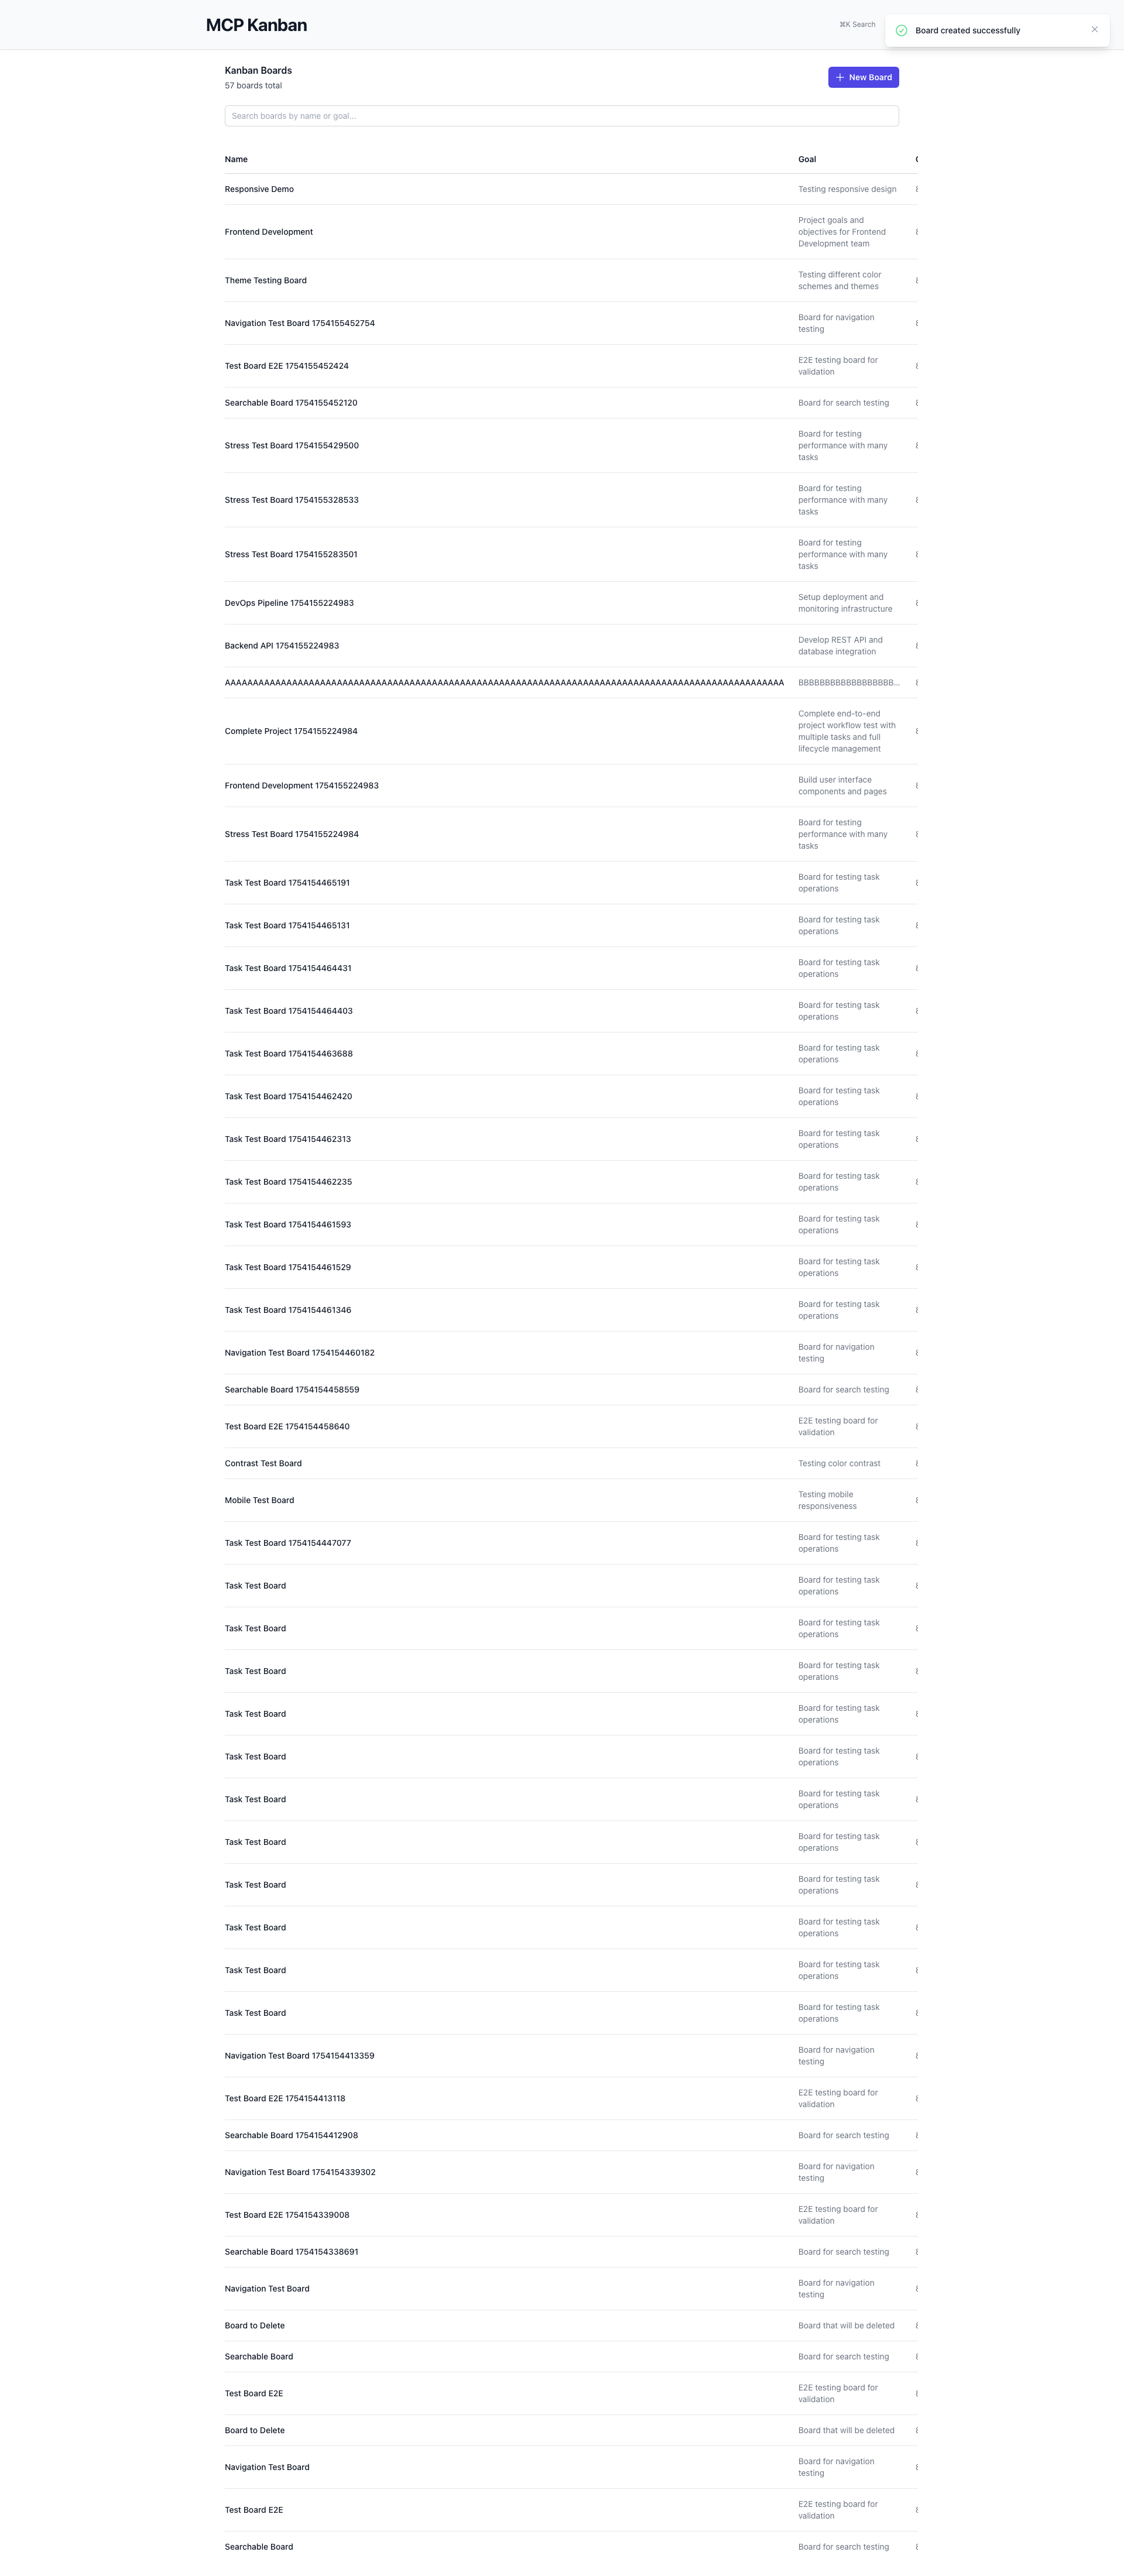 MCP Kanban
⌘K Search
Board created successfully
Kanban Boards
57 boards total
New Board
Search boards by name or goal...
Name Goal
Responsive Demo Testing responsive design
Project goals and
Frontend Development objectives for Frontend
Development team
Theme Testing Board Testing different color
schemes and themes
Navigation Test Board 1754155452754 Board for navigation
testing
Test Board E2E 1754155452424 E2E testing board for
validation
Searchable Board 1754155452120 Board for search testing
Board for testing
Stress Test Board 1754155429500 performance with many
tasks
Board for testing
Stress Test Board 1754155328533 performance with many
tasks
Board for testing
Stress Test Board 1754155283501 performance with many
tasks
DevOps Pipeline 1754155224983 Setup deployment and
monitoring infrastructure
Backend API 1754155224983 Develop REST API and
database integration
Complete end-to-end
Complete Project 1754155224984 project workflow test with
multiple tasks and full
lifecycle management
Frontend Development 1754155224983 Build user interface
components and pages
Board for testing
Stress Test Board 1754155224984 performance with many
tasks
Task Test Board 1754154465191 Board for testing task
operations
Task Test Board 1754154465131 Board for testing task
operations
Task Test Board 1754154464431 Board for testing task
operations
Task Test Board 1754154464403 Board for testing task
operations
Task Test Board 1754154463688 Board for testing task
operations
Task Test Board 1754154462420 Board for testing task
operations
Task Test Board 1754154462313 Board for testing task
operations
Task Test Board 1754154462235 Board for testing task
operations
Task Test Board 1754154461593 Board for testing task
operations
Task Test Board 1754154461529 Board for testing task
operations
Task Test Board 1754154461346 Board for testing task
operations
Navigation Test Board 1754154460182 Board for navigation
testing
Searchable Board 1754154458559 Board for search testing
Test Board E2E 1754154458640 E2E testing board for
validation
Contrast Test Board Testing color contrast
Mobile Test Board Testing mobile
responsiveness
Task Test Board 1754154447077 Board for testing task
operations
Task Test Board Board for testing task
operations
Task Test Board Board for testing task
operations
Task Test Board Board for testing task
operations
Task Test Board Board for testing task
operations
Task Test Board Board for testing task
operations
Task Test Board Board for testing task
operations
Task Test Board Board for testing task
operations
Task Test Board Board for testing task
operations
Task Test Board Board for testing task
operations
Task Test Board Board for testing task
operations
Task Test Board Board for testing task
operations
Navigation Test Board 1754154413359 Board for navigation
testing
Test Board E2E 1754154413118 E2E testing board for
validation
Searchable Board 1754154412908 Board for search testing
Navigation Test Board 1754154339302 Board for navigation
testing
Test Board E2E 1754154339008 E2E testing board for
validation
Searchable Board 1754154338691 Board for search testing
Navigation Test Board Board for navigation
testing
Board to Delete Board that will be deleted
Searchable Board Board for search testing
Test Board E2E E2E testing board for
validation
Board to Delete Board that will be deleted
Navigation Test Board Board for navigation
testing
Test Board E2E E2E testing board for
validation
Searchable Board Board for search testing